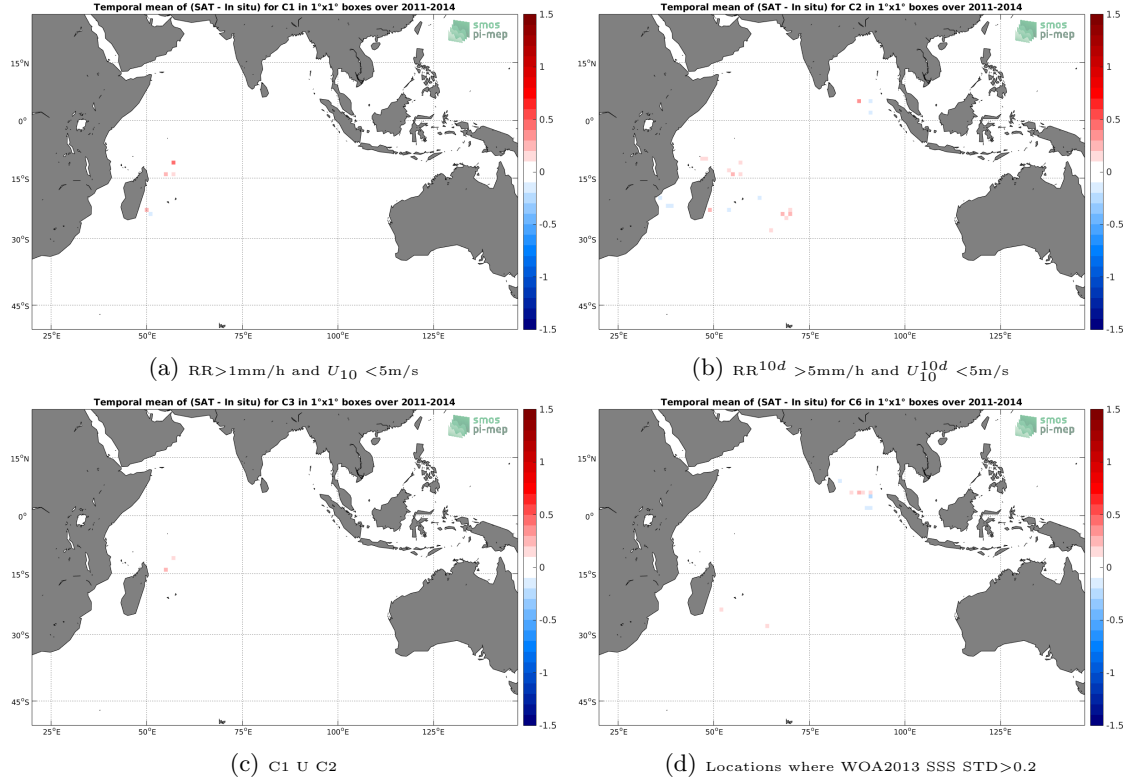 Temporal mean of (SAT - In situ) for C1 in 1°x1° boxes over 2011-2014
smos
pi-mep
15°N
0°
15°S
30°S
45°S
25°E
50°E
75°E
100°E
125°E
1.5
1
0.5
0
-0.5
-1
-1.5
(a) RR>1mm/h and U10 <5m/s
Temporal mean of (SAT - In situ) for C2 in 1°x1° boxes over 2011-2014
smos
pi-mep
15°N
0°
15°S
30°S
45°S
25°E
50°E
75°E
100°E
125°E
1.5
1
0.5
0
-0.5
-1
-1.5
(b) RR^10d >5mm/h and U10^10d <5m/s
Temporal mean of (SAT - In situ) for C3 in 1°x1° boxes over 2011-2014
smos
pi-mep
15°N
0°
15°S
30°S
45°S
25°E
50°E
75°E
100°E
125°E
1.5
1
0.5
0
-0.5
-1
-1.5
(c) C1 U C2
Temporal mean of (SAT - In situ) for C6 in 1°x1° boxes over 2011-2014
smos
pi-mep
15°N
0°
15°S
30°S
45°S
25°E
50°E
75°E
100°E
125°E
1.5
1
0.5
0
-0.5
-1
-1.5
(d) Locations where WOA2013 SSS STD>0.2